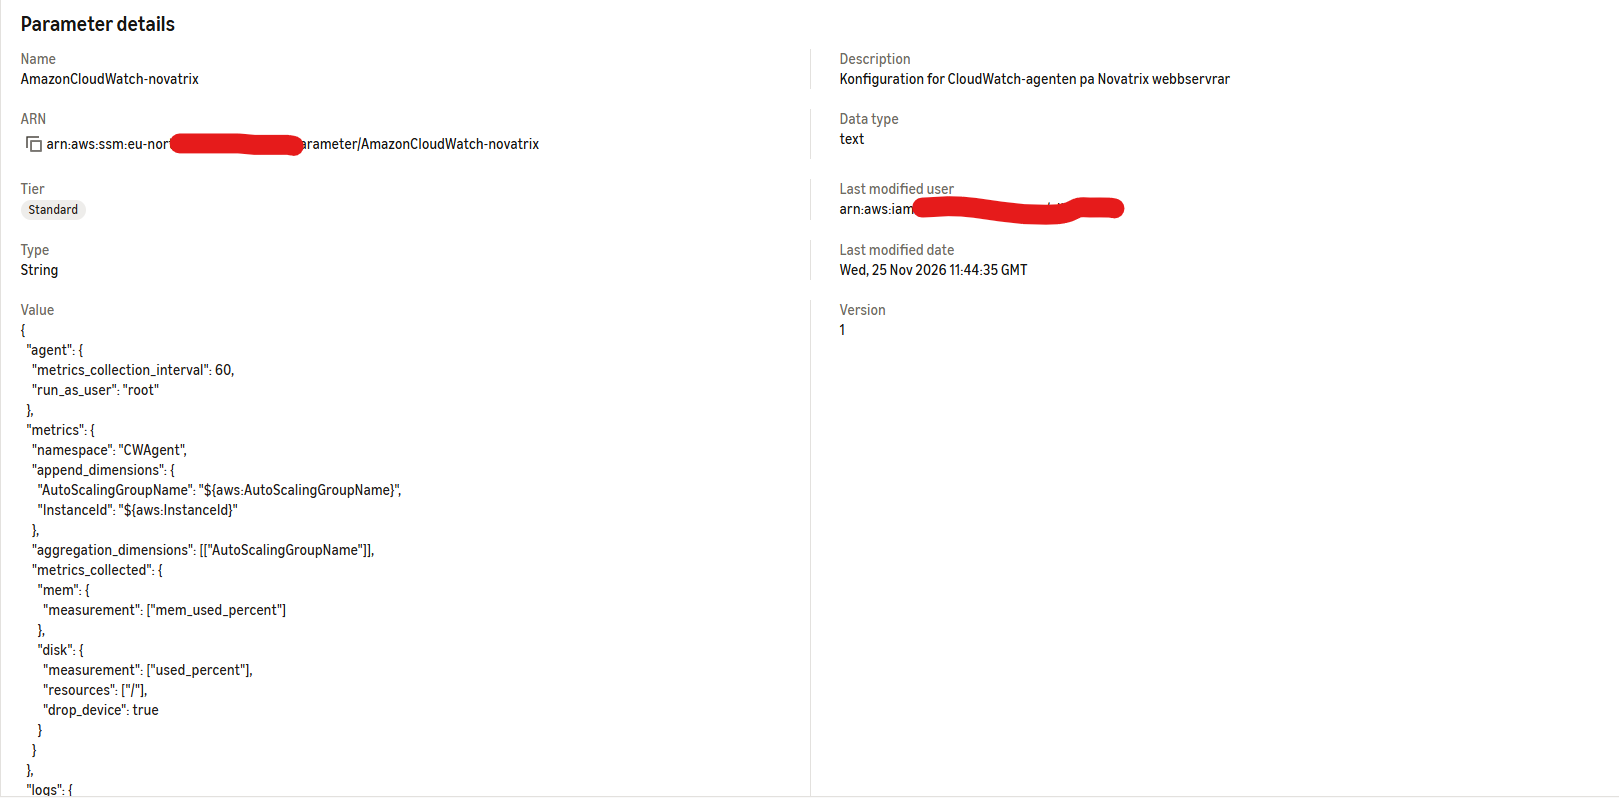 Parameter details
Name
AmazonCloudWatch-novatrix
Description
Konfiguration for CloudWatch-agenten pa Novatrix webbservrar
ARN
arn:aws:ssm:eu-nor arameter/AmazonCloudWatch-novatrix
Data type
text
Tier
Standard
Last modified user
arn:aws:iam
Type
String
Last modified date
Wed, 25 Nov 2026 11:44:35 GMT
Value
Version
1
{
"agent": {
"metrics_collection_interval": 60,
"run_as_user": "root"
},
"metrics": {
"namespace": "CWAgent",
"append_dimensions": {
"AutoScalingGroupName": "${aws:AutoScalingGroupName}",
"InstanceId": "${aws:InstanceId}"
},
"aggregation_dimensions": [["AutoScalingGroupName"]],
"metrics_collected": {
"mem": {
"measurement": ["mem_used_percent"]
},
"disk": {
"measurement": ["used_percent"],
"resources": ["/"],
"drop_device": true
}
}
},
"logs": {